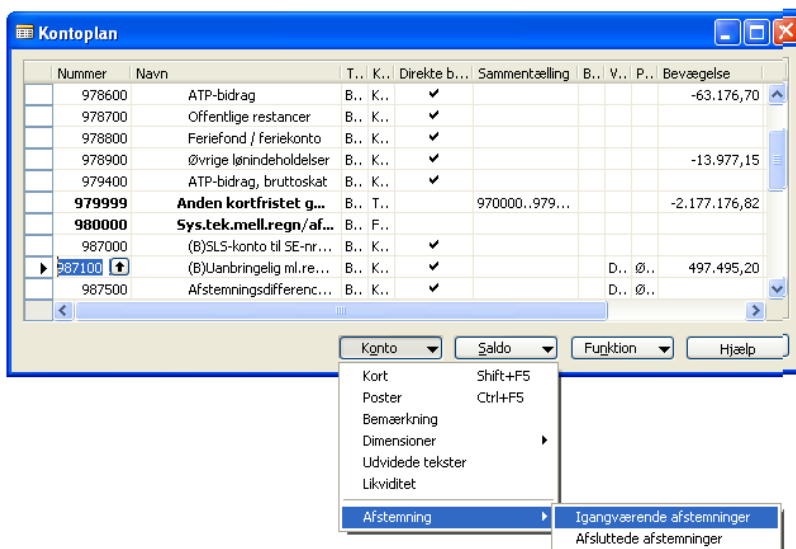 Kontoplan
Nummer Navn T.. K.. Direkte b... Sammentælling B.. V.. P.. Bevægelse
978600 ATP-bidrag B.. K.. ✔ -63.176,70
978700 Offentlige restancer B.. K.. ✔
978800 Feriefond / feriekonto B.. K.. ✔
978900 Øvrige lønindeholdelser B.. K.. ✔ -13.977,15
979400 ATP-bidrag, bruttoskat B.. K.. ✔
979999 Anden kortfristet g... B.. T.. 970000..979... -2.177.176,82
980000 Sys.tek.mell.regn/af... B.. F..
987000 (B)SLS-konto til SE-nr... B.. K.. ✔
987100 (B)Uanbringelig ml.re... B.. K.. ✔ D.. Ø.. 497.495,20
987500 Afstemningsdifferenc... B.. K.. ✔ D.. Ø..
Konto Saldo Funktion Hjælp
Kort Shift+F5
Poster Ctrl+F5
Bemærkning
Dimensioner
Udvidede tekster
Likviditet
Afstemning Igangværende afstemninger
Afsluttede afstemninger